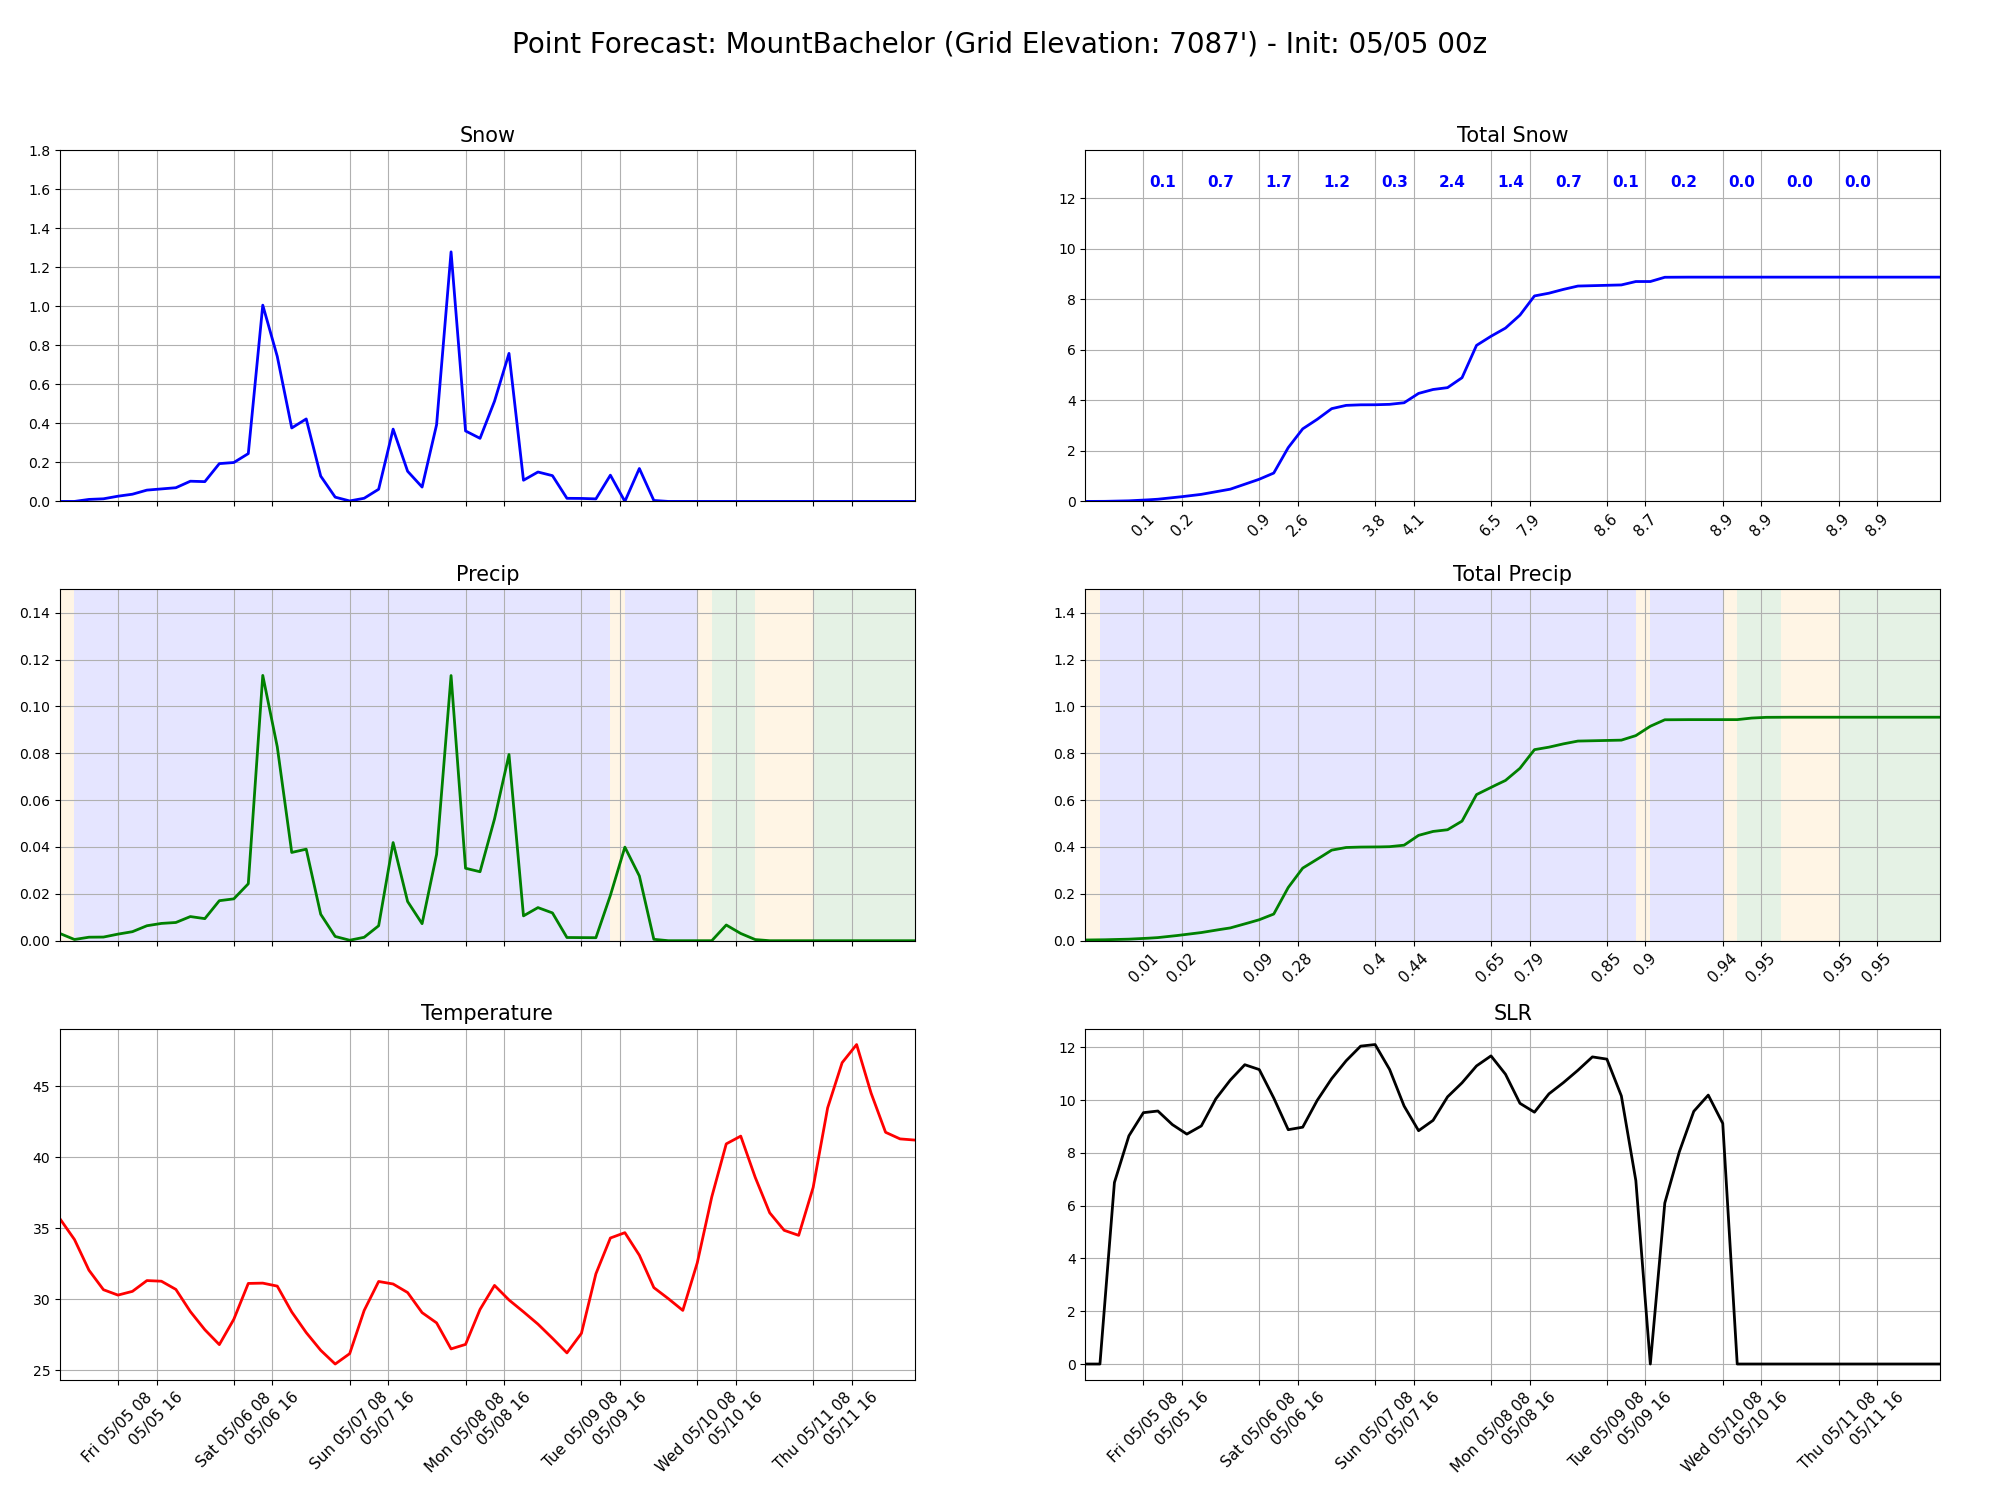 Point Forecast: MountBachelor (Grid Elevation: 7087') - Init: 05/05 00z
Snow
1.8
1.6
1.4
1.2
1.0
0.8
0.6
0.4
0.2
0.0
Total Snow
0.1 0.7 1.7 1.2 0.3 2.4 1.4 0.7 0.1 0.2 0.0 0.0 0.0
12
10
8
6
4
2
0
0.1 0.2 0.9 2.6 3.8 4.1 6.5 7.9 8.6 8.7 8.9 8.9 8.9 8.9
Precip
0.14
0.12
0.10
0.08
0.06
0.04
0.02
0.00
Total Precip
1.4
1.2
1.0
0.8
0.6
0.4
0.2
0.0
0.01 0.02 0.09 0.28 0.4 0.44 0.65 0.79 0.85 0.9 0.94 0.95 0.95 0.95
Temperature
45
40
35
30
25
Fri 05/05 08
05/05 16
Sat 05/06 08
05/06 16
Sun 05/07 08
05/07 16
Mon 05/08 08
05/08 16
Tue 05/09 08
05/09 16
Wed 05/10 08
05/10 16
Thu 05/11 08
05/11 16
SLR
12
10
8
6
4
2
0
Fri 05/05 08
05/05 16
Sat 05/06 08
05/06 16
Sun 05/07 08
05/07 16
Mon 05/08 08
05/08 16
Tue 05/09 08
05/09 16
Wed 05/10 08
05/10 16
Thu 05/11 08
05/11 16